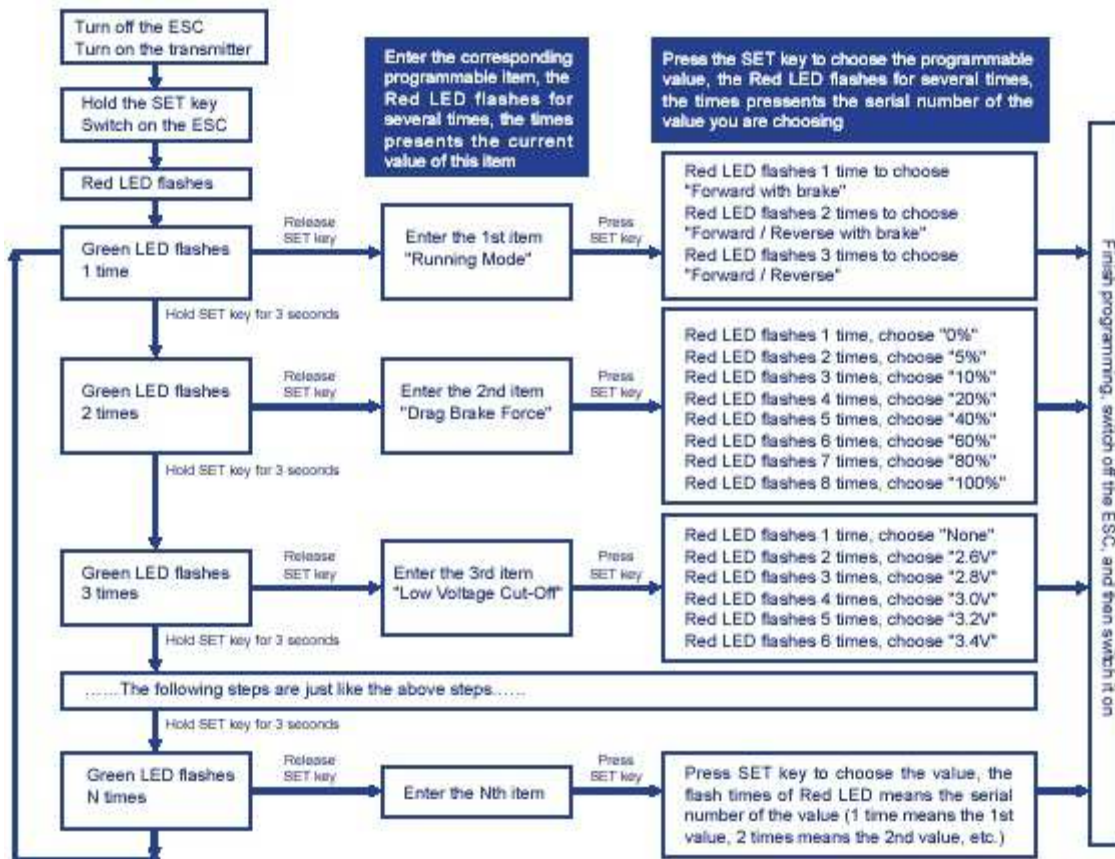 Turn off the ESC
Turn on the transmitter
Hold the SET key
Switch on the ESC
Red LED flashes
Enter the corresponding
programmable item, the
Red LED flashes for
several times, the times
presents the current
value of this item
Press the SET key to choose the programmable
value, the Red LED flashes for several times,
the times pressents the serial number of the
value you are choosing
Green LED flashes
1 time
Release
SET key
Enter the 1st item
"Running Mode"
Press
SET key
Red LED flashes 1 time to choose
"Forward with brake"
Red LED flashes 2 times to choose
"Forward / Reverse with brake"
Red LED flashes 3 times to choose
"Forward / Reverse"
Hold SET key for 3 seconds
Green LED flashes
2 times
Release
SET key
Enter the 2nd item
"Drag Brake Force"
Press
SET key
Red LED flashes 1 time, choose "0%"
Red LED flashes 2 times, choose "5%"
Red LED flashes 3 times, choose "10%"
Red LED flashes 4 times, choose "20%"
Red LED flashes 5 times, choose "40%"
Red LED flashes 6 times, choose "60%"
Red LED flashes 7 times, choose "80%"
Red LED flashes 8 times, choose "100%"
Hold SET key for 3 seconds
Green LED flashes
3 times
Release
SET key
Enter the 3rd item
"Low Voltage Cut-Off"
Press
SET key
Red LED flashes 1 time, choose "None"
Red LED flashes 2 times, choose "2.6V"
Red LED flashes 3 times, choose "2.8V"
Red LED flashes 4 times, choose "3.0V"
Red LED flashes 5 times, choose "3.2V"
Red LED flashes 6 times, choose "3.4V"
Hold SET key for 3 seconds
......The following steps are just like the above steps......
Hold SET key for 3 seconds
Green LED flashes
N times
Release
SET key
Enter the Nth item
Press
SET key
Press SET key to choose the value, the
flash times of Red LED means the serial
number of the value (1 time means the 1st
value, 2 times means the 2nd value, etc.)
Finish programming, switch off the ESC, and then switch it on